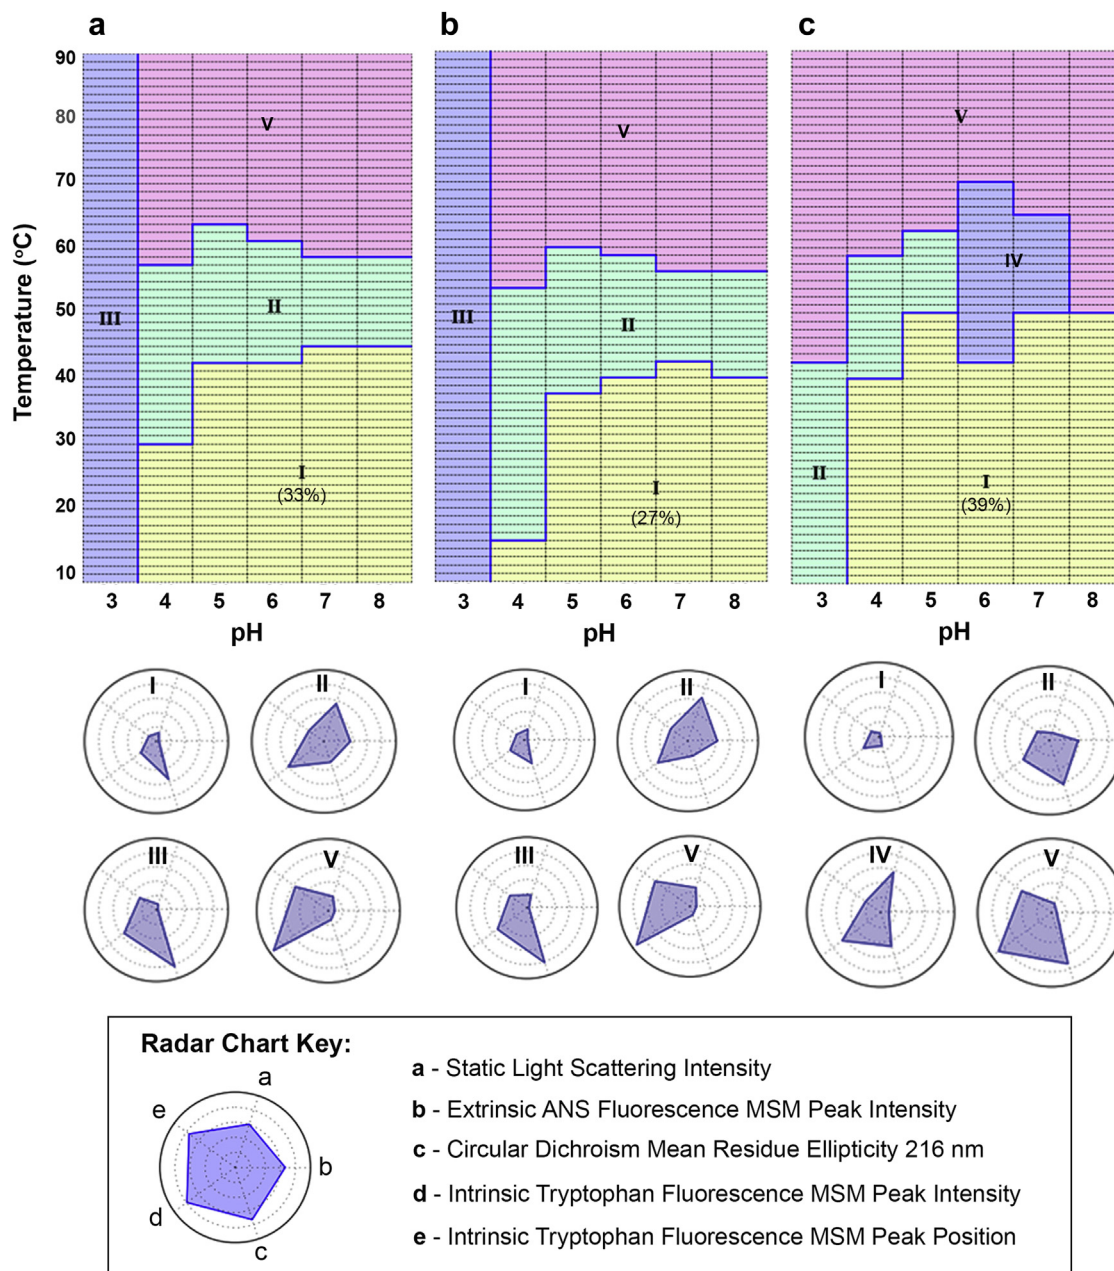 a b c
90
80
70
60
50
40
30
20
10
Temperature (ºC)
V V V
IV
II II
III III
II
I I I
(33%) (27%) (39%)
3 4 5 6 7 8 3 4 5 6 7 8 3 4 5 6 7 8
pH pH pH
I II I II I II
III V III V IV V
Radar Chart Key:
a
b
c
d
e
a - Static Light Scattering Intensity
b - Extrinsic ANS Fluorescence MSM Peak Intensity
c - Circular Dichroism Mean Residue Ellipticity 216 nm
d - Intrinsic Tryptophan Fluorescence MSM Peak Intensity
e - Intrinsic Tryptophan Fluorescence MSM Peak Position